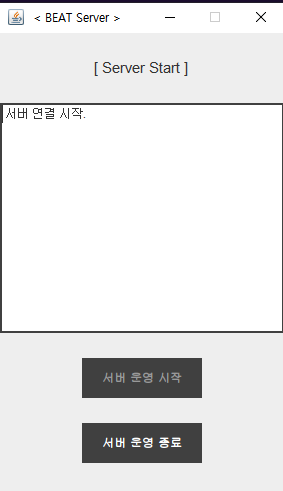 < BEAT Server >
[ Server Start ]
서버 연결 시작.
서버 운영 시작
서버 운영 종료